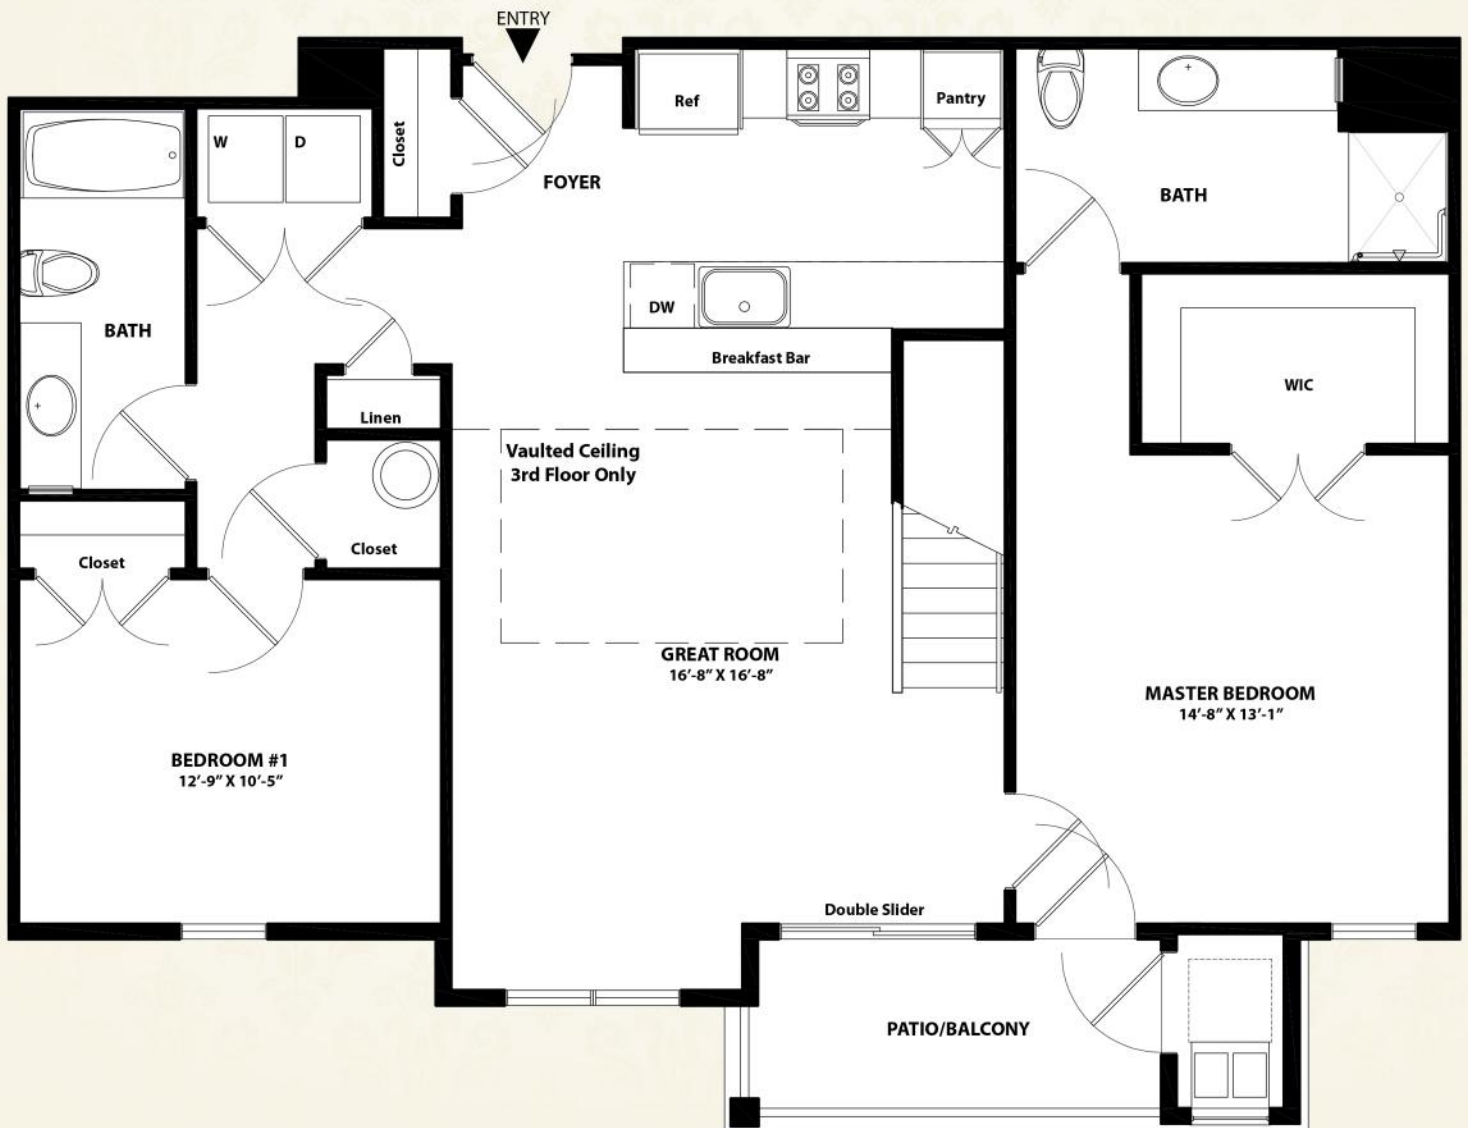 ENTRY
W
D
Closet
Ref
Pantry
FOYER
BATH
DW
BATH
Breakfast Bar
WIC
Linen
Vaulted Ceiling
3rd Floor Only
Closet
Closet
GREAT ROOM
16'-8" X 16'-8"
MASTER BEDROOM
14'-8" X 13'-1"
BEDROOM #1
12'-9" X 10'-5"
Double Slider
PATIO/BALCONY